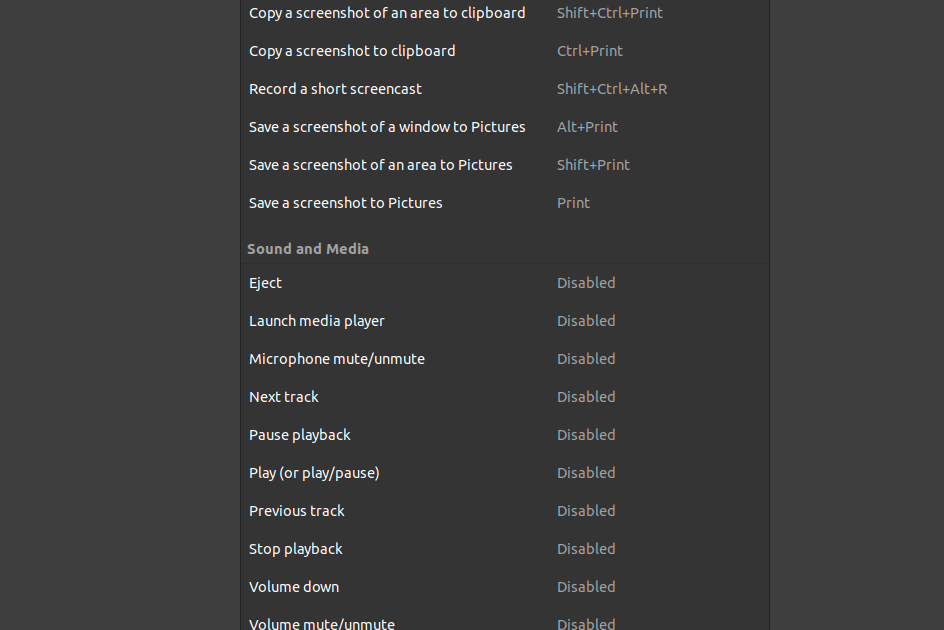 Copy a screenshot of an area to clipboard Shift+Ctrl+Print
Copy a screenshot to clipboard Ctrl+Print
Record a short screencast Shift+Ctrl+Alt+R
Save a screenshot of a window to Pictures Alt+Print
Save a screenshot of an area to Pictures Shift+Print
Save a screenshot to Pictures Print
Sound and Media
Eject Disabled
Launch media player Disabled
Microphone mute/unmute Disabled
Next track Disabled
Pause playback Disabled
Play (or play/pause) Disabled
Previous track Disabled
Stop playback Disabled
Volume down Disabled
Volume mute/unmute Disabled